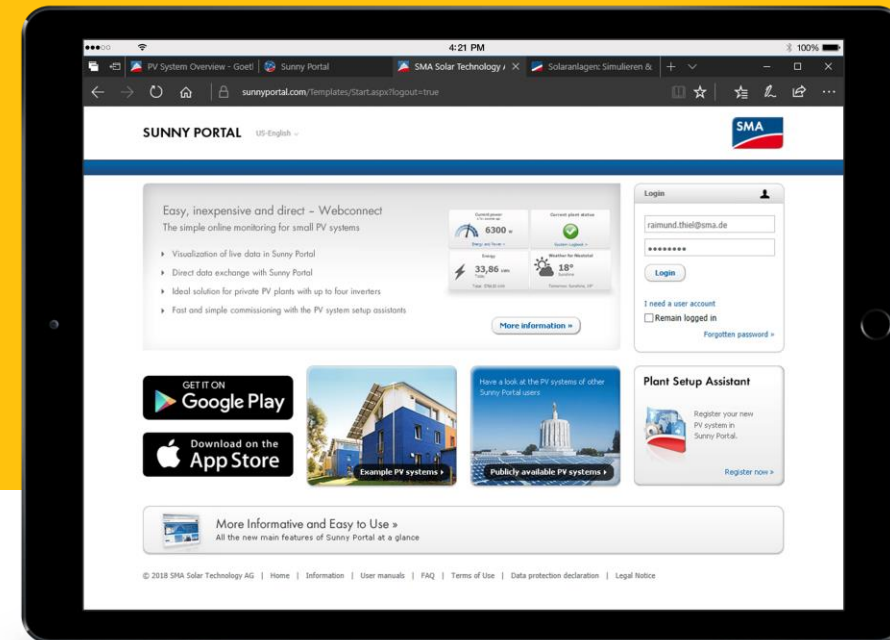 4:21 PM
100%
PV System Overview - Goetl
Sunny Portal
SMA Solar Technology
Solaranlagen: Simulieren &
sunnyportal.com/Templates/Start.aspx?logout=true
SUNNY PORTAL
US-English
SMA
Easy, inexpensive and direct – Webconnect
The simple online monitoring for small PV systems
Visualization of live data in Sunny Portal
Direct data exchange with Sunny Portal
Ideal solution for private PV plants with up to four inverters
Fast and simple commissioning with the PV system setup assistants
Current power
6300 w
Current plant status
Energy
33,86
18°
More information »
Login
raimund.thiel@sma.de
••••••••
Login
I need a user account
Remain logged in
Forgotten password »
GET IT ON
Google Play
Download on the
App Store
Example PV systems
Have a look at the PV systems of other
Sunny Portal users
Publicly available PV systems
Plant Setup Assistant
Register your new
PV system in
Sunny Portal.
Register now »
More Informative and Easy to Use »
All the new main features of Sunny Portal at a glance
© 2018 SMA Solar Technology AG | Home | Information | User manuals | FAQ | Terms of Use | Data protection declaration | Legal Notice